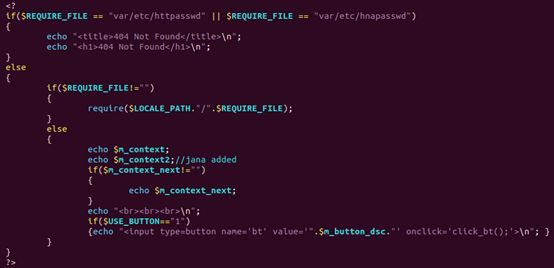 <?
if($REQUIRE_FILE == "var/etc/httpasswd" || $REQUIRE_FILE == "var/etc/hnapasswd")
{
        echo "<title>404 Not Found</title>\n";
        echo "<h1>404 Not Found</h1>\n";
}
else
{
        if($REQUIRE_FILE!="")
        {
                require($LOCALE_PATH."/".$REQUIRE_FILE);
        }
        else
        {
                echo $m_context;
                echo $m_context2;//jana added
                if($m_context_next!="")
                {
                        echo $m_context_next;
                }
                echo "<br><br><br>\n";
                if($USE_BUTTON=="1")
                {echo "<input type=button name='bt' value='".$m_button_dsc."' onclick='click_bt();'>\n"; }
        }
}
?>